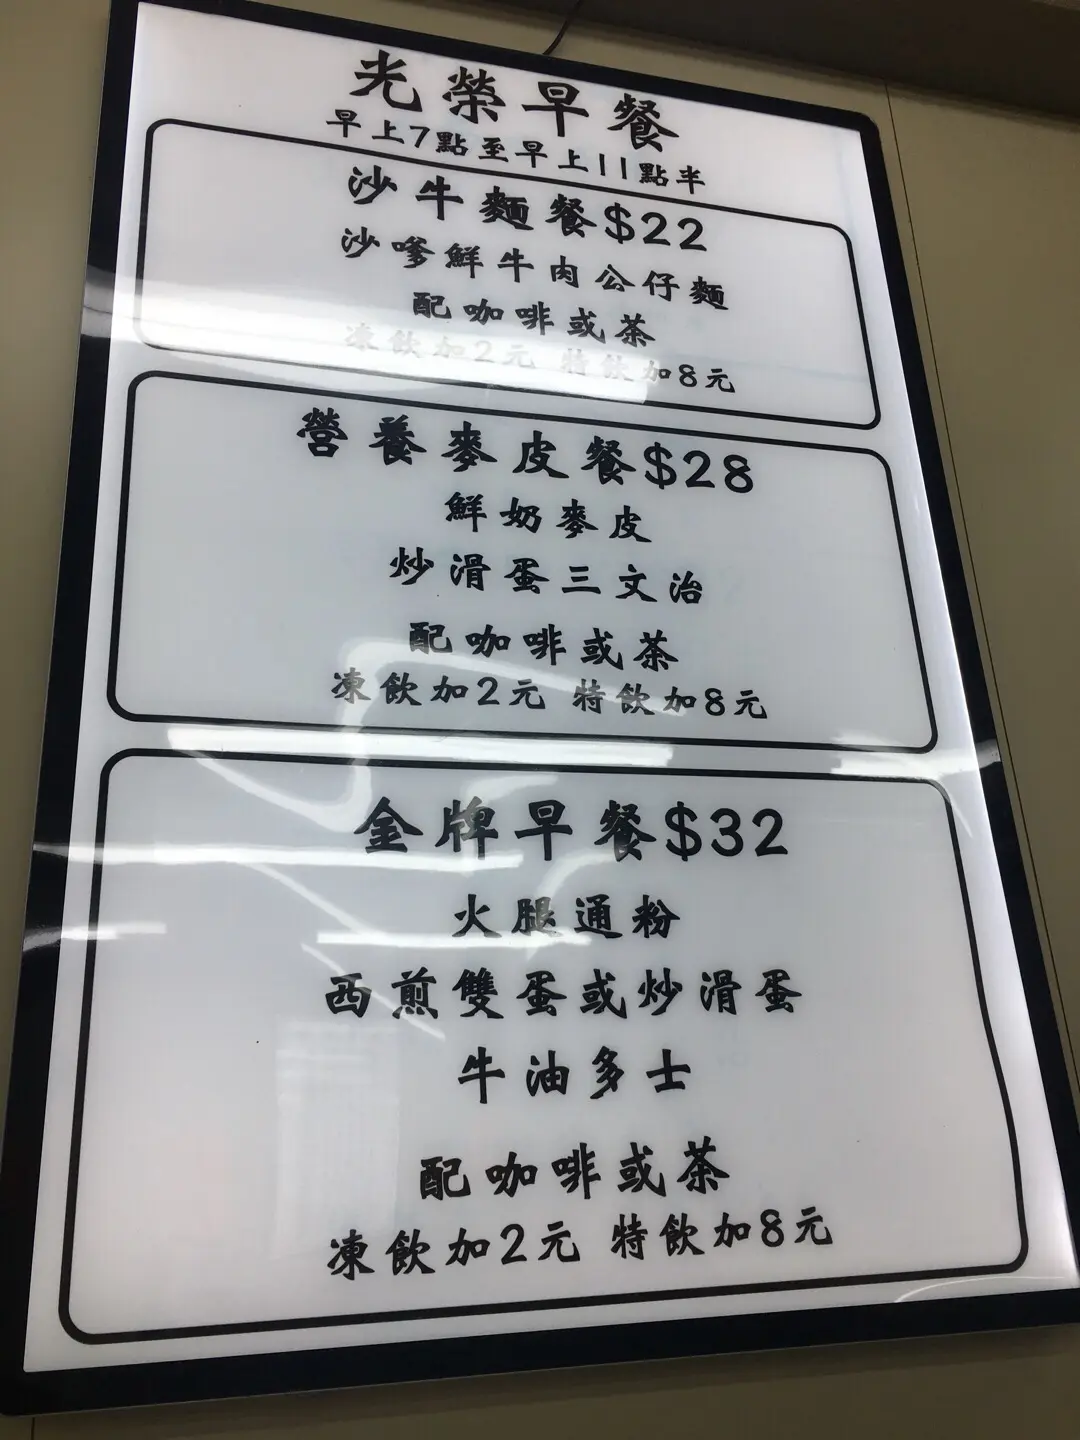 光榮早餐
早上7點至早上11點半
沙牛麵餐$22
沙嗲鮮牛肉公仔麵
配咖啡或茶
凍飲加2元 特飲加8元
營養麥皮餐$28
鮮奶麥皮
炒滑蛋三文治
配咖啡或茶
凍飲加2元 特飲加8元
金牌早餐$32
火腿通粉
西煎雙蛋或炒滑蛋
牛油多士
配咖啡或茶
凍飲加2元 特飲加8元